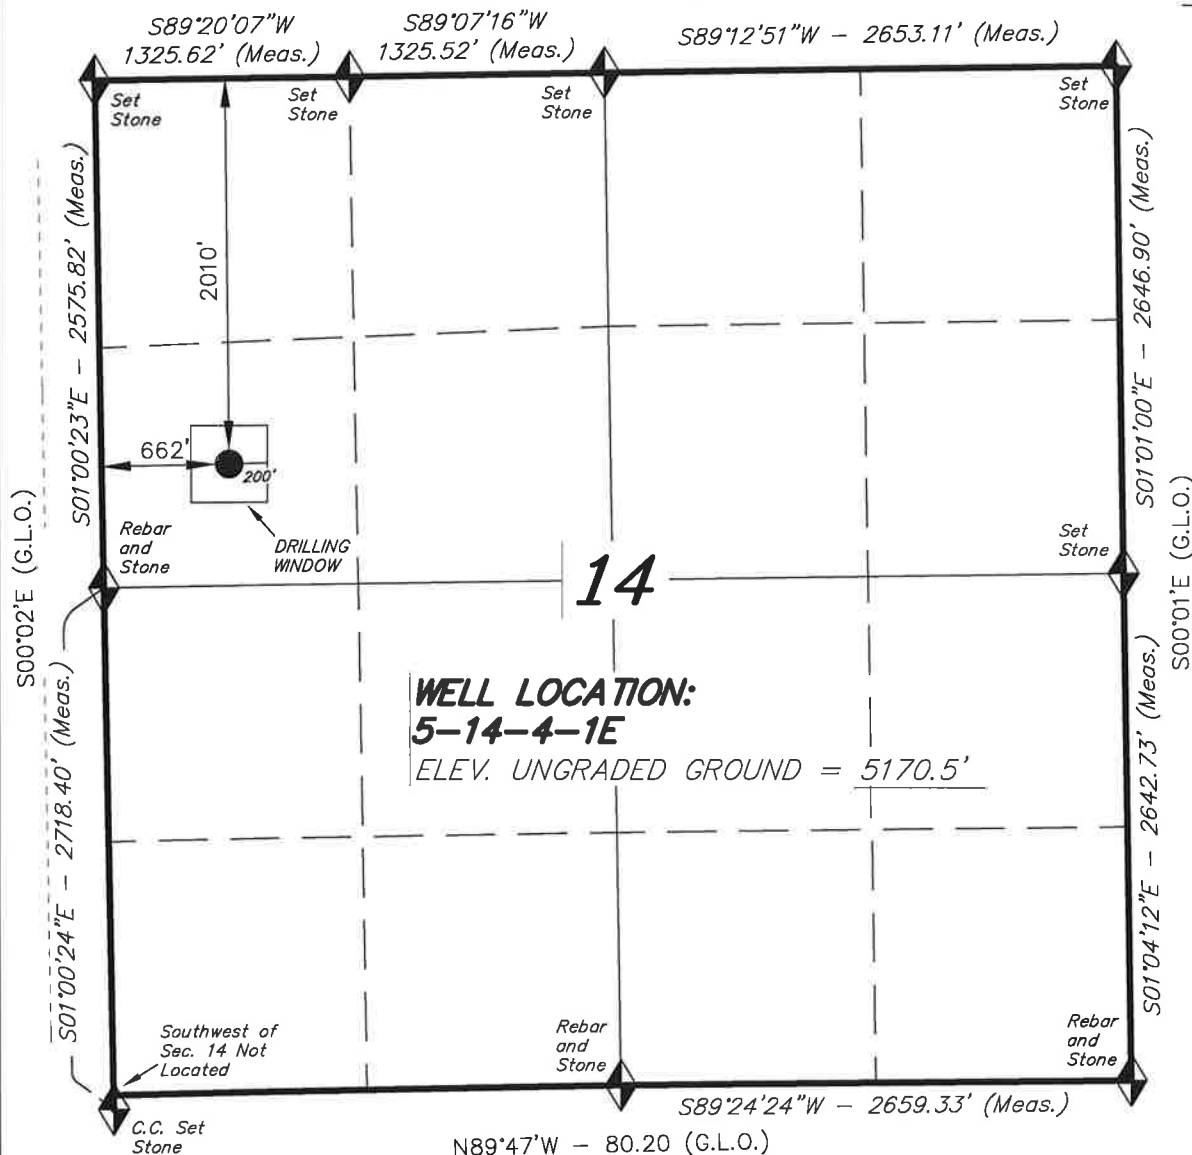 S89°20'07"W
1325.62' (Meas.)
S89°07'16"W
1325.52' (Meas.)
S89°12'51"W - 2653.11' (Meas.)
Set
Stone
Set
Stone
Set
Stone
Set
Stone
S01°00'23"E - 2575.82' (Meas.)
2010'
S01°01'00"E - 2646.90' (Meas.)
662'
200'
DRILLING
WINDOW
Rebar
and
Stone
Set
Stone
S00°02'E (G.L.O.)
S00°01'E (G.L.O.)
14
WELL LOCATION:
5-14-4-1E
ELEV. UNGRADED GROUND = 5170.5'
S01°00'24"E - 2718.40' (Meas.)
S01°04'12"E - 2642.73' (Meas.)
Southwest of
Sec. 14 Not
Located
Rebar
and
Stone
Rebar
and
Stone
C.C. Set
Stone
S89°24'24"W - 2659.33' (Meas.)
N89°47'W - 80.20 (G.L.O.)